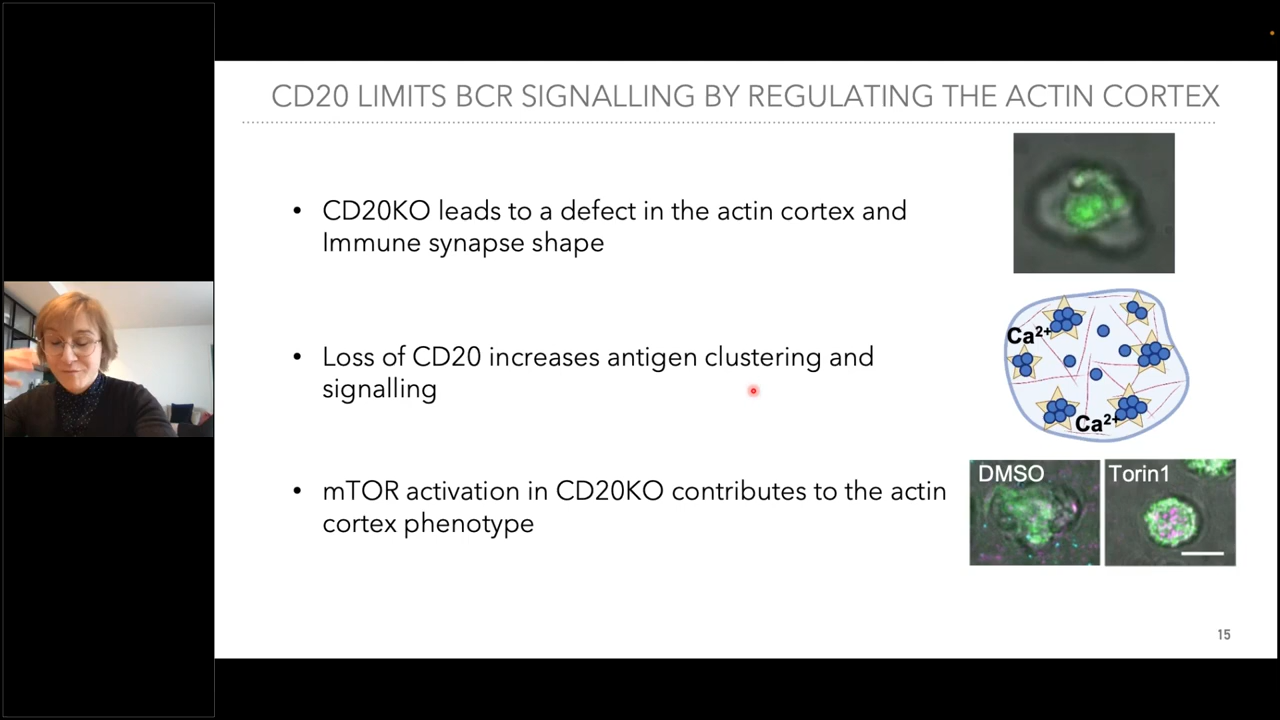 CD20 LIMITS BCR SIGNALLING BY REGULATING THE ACTIN CORTEX
• CD20KO leads to a defect in the actin cortex and
Immune synapse shape
• Loss of CD20 increases antigen clustering and
signalling
Ca²⁺
Ca²⁺
• mTOR activation in CD20KO contributes to the actin
cortex phenotype
DMSO
Torin1
15